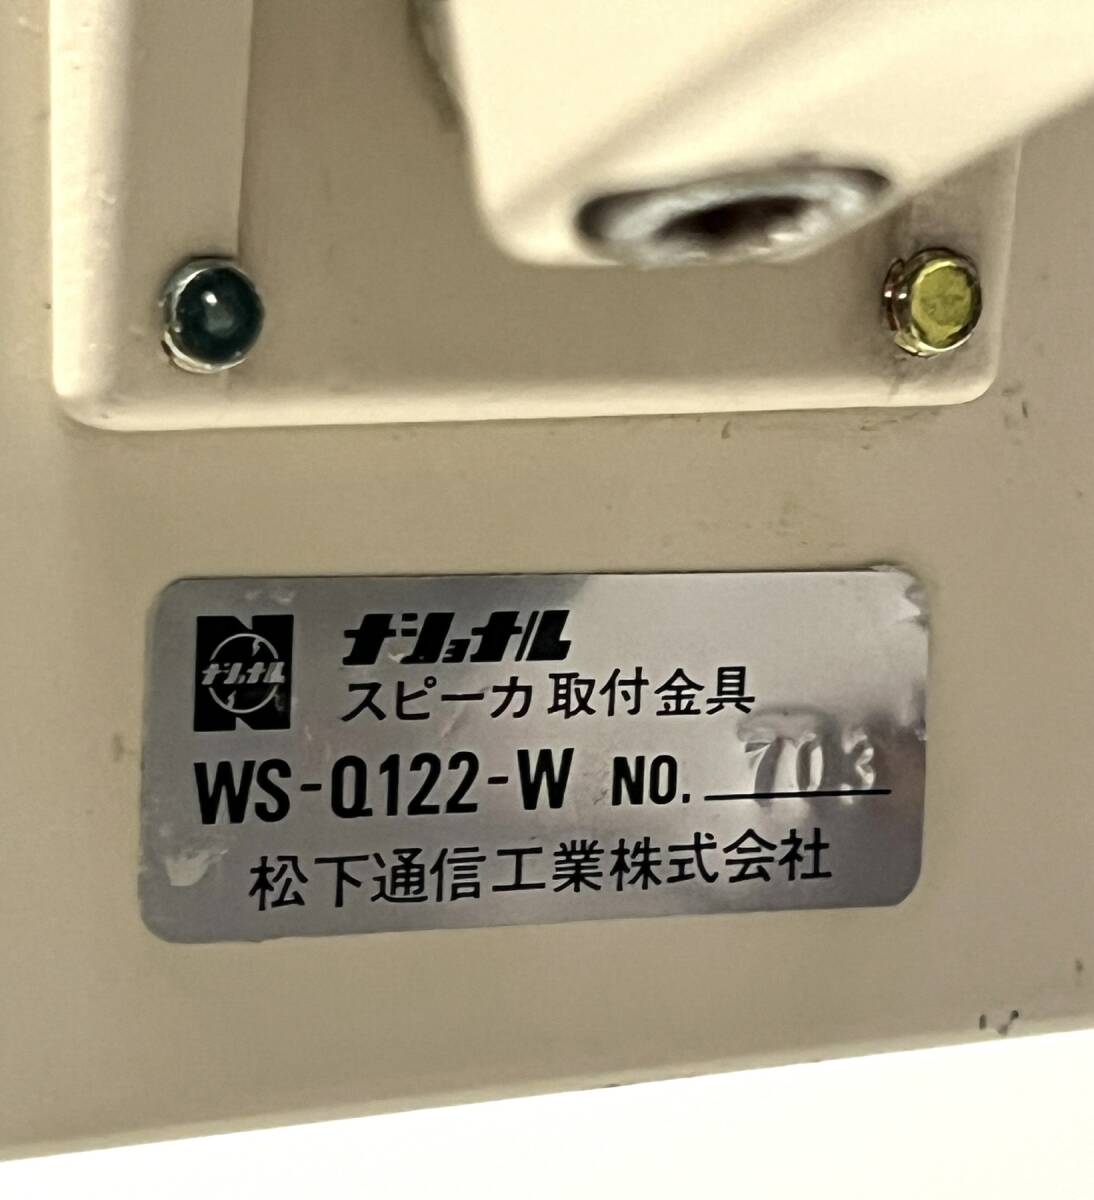 ナショナル
ナショナル
スピーカ取付金具
WS-Q122-W NO. 703
松下通信工業株式会社